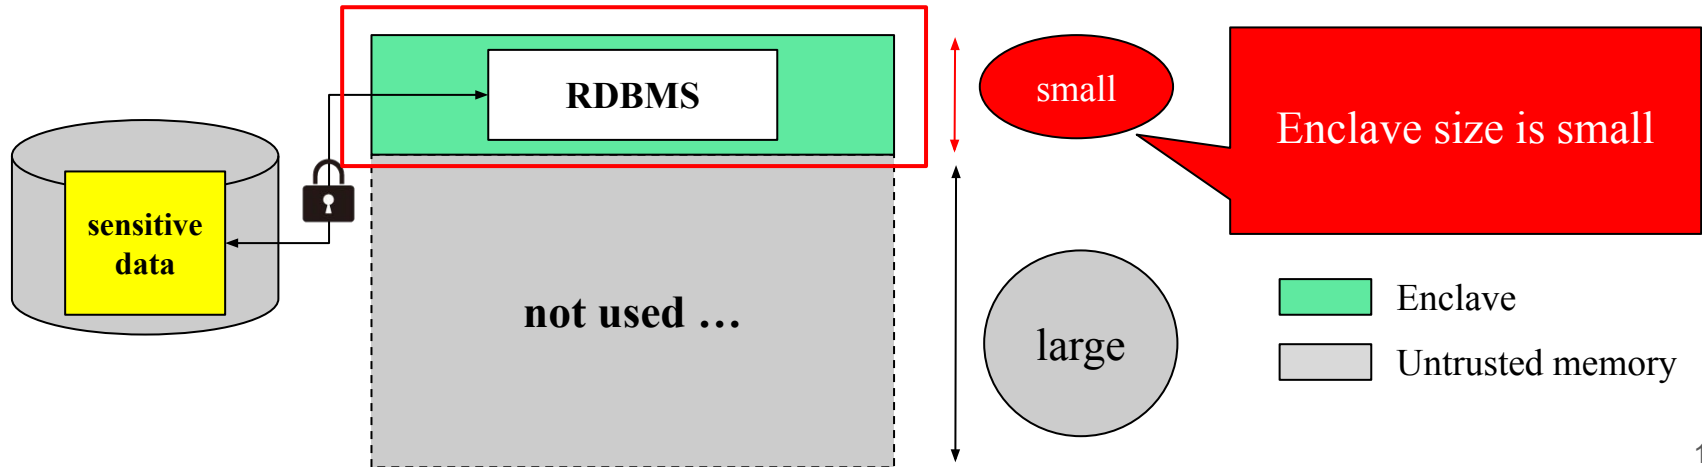 RDBMS
small
Enclave size is small
sensitive
data
not used …
large
Enclave
Untrusted memory